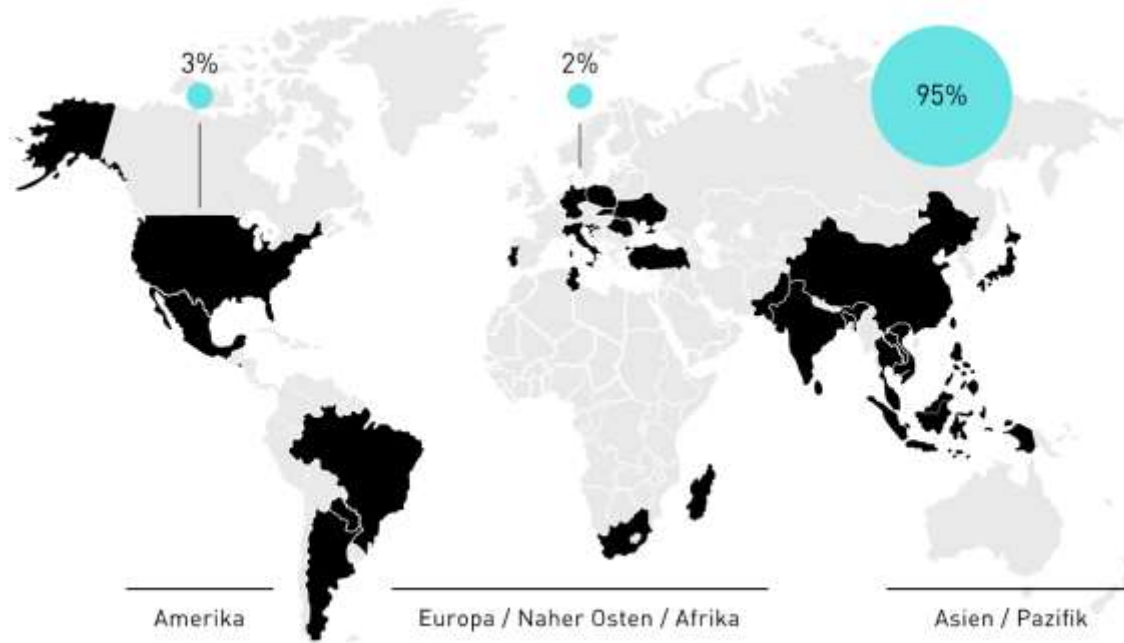 3%
2%
95%
Amerika
Europa / Naher Osten / Afrika
Asien / Pazifik